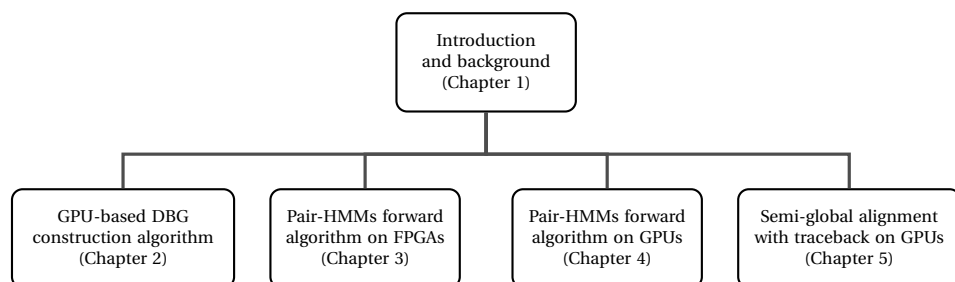 Introduction
and background
(Chapter 1)
GPU-based DBG
construction algorithm
(Chapter 2)
Pair-HMMs forward
algorithm on FPGAs
(Chapter 3)
Pair-HMMs forward
algorithm on GPUs
(Chapter 4)
Semi-global alignment
with traceback on GPUs
(Chapter 5)